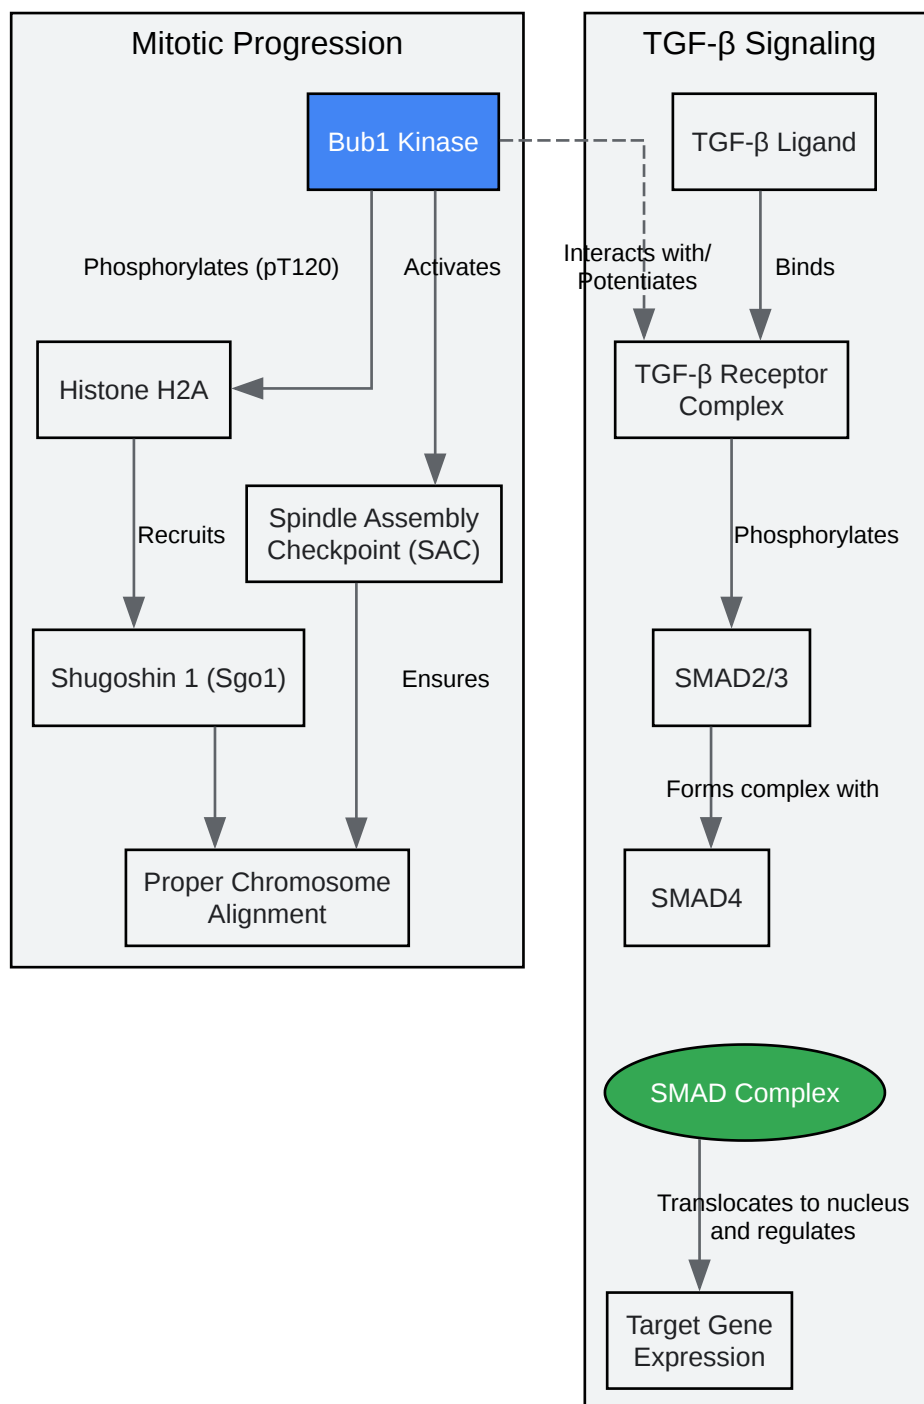 Mitotic Progression
Bub1 Kinase
Phosphorylates (pT120)
Activates
Histone H2A
Recruits
Spindle Assembly
Checkpoint (SAC)
Shugoshin 1 (Sgo1)
Ensures
Proper Chromosome
Alignment
TGF-β Signaling
TGF-β Ligand
Interacts with/
Potentiates
Binds
TGF-β Receptor
Complex
Phosphorylates
SMAD2/3
Forms complex with
SMAD4
SMAD Complex
Translocates to nucleus
and regulates
Target Gene
Expression